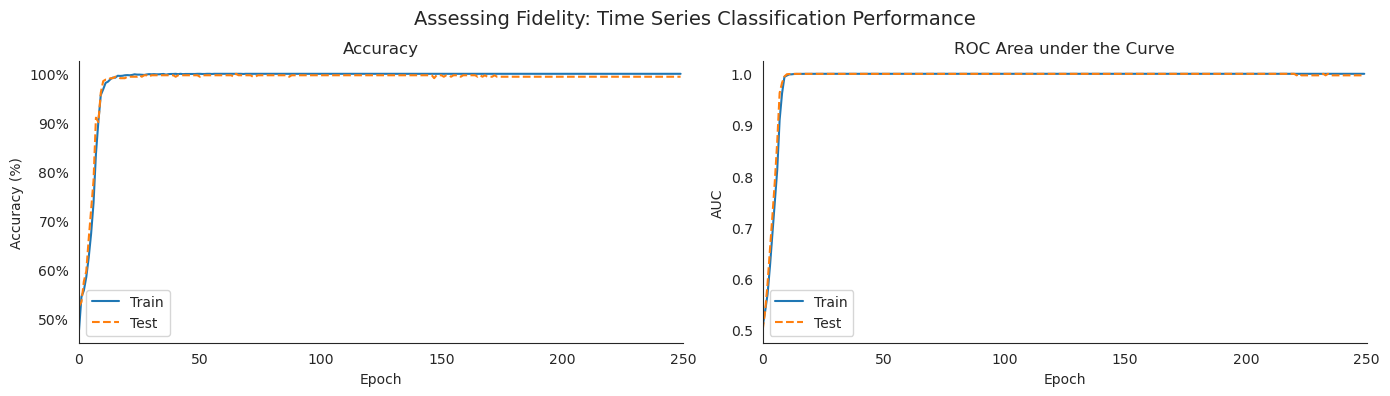 Assessing Fidelity: Time Series Classification Performance
Accuracy
100%
90%
80%
70%
60%
50%
Accuracy (%)
Train
Test
0 50 100 150 200 250
Epoch
ROC Area under the Curve
1.0
0.9
0.8
0.7
0.6
0.5
AUC
Train
Test
0 50 100 150 200 250
Epoch